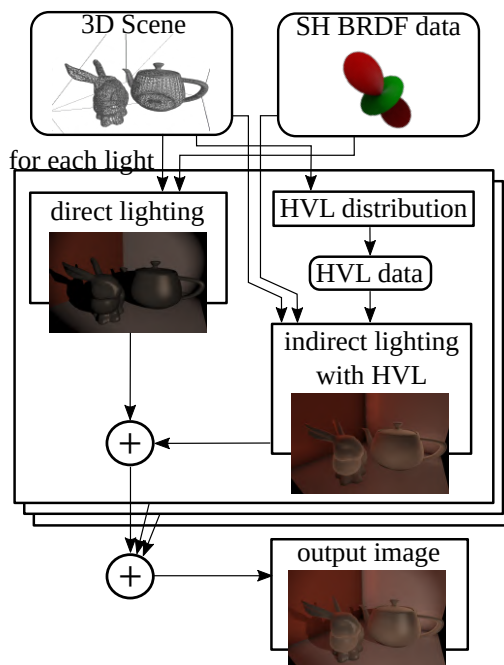 3D Scene
SH BRDF data
for each light
direct lighting
HVL distribution
HVL data
indirect lighting
with HVL
output image